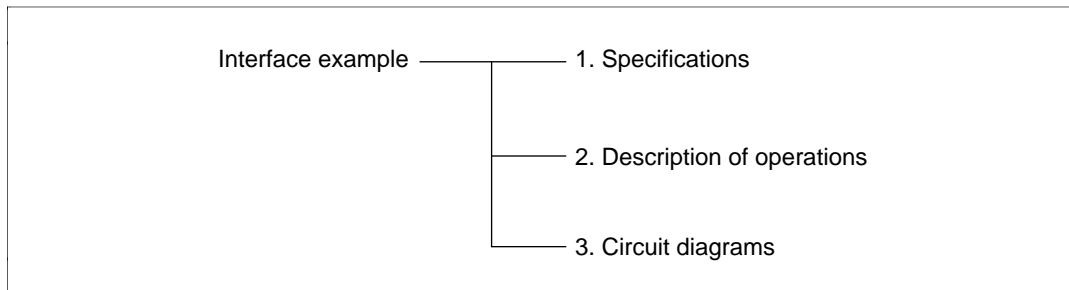 Interface example
1. Specifications
2. Description of operations
3. Circuit diagrams